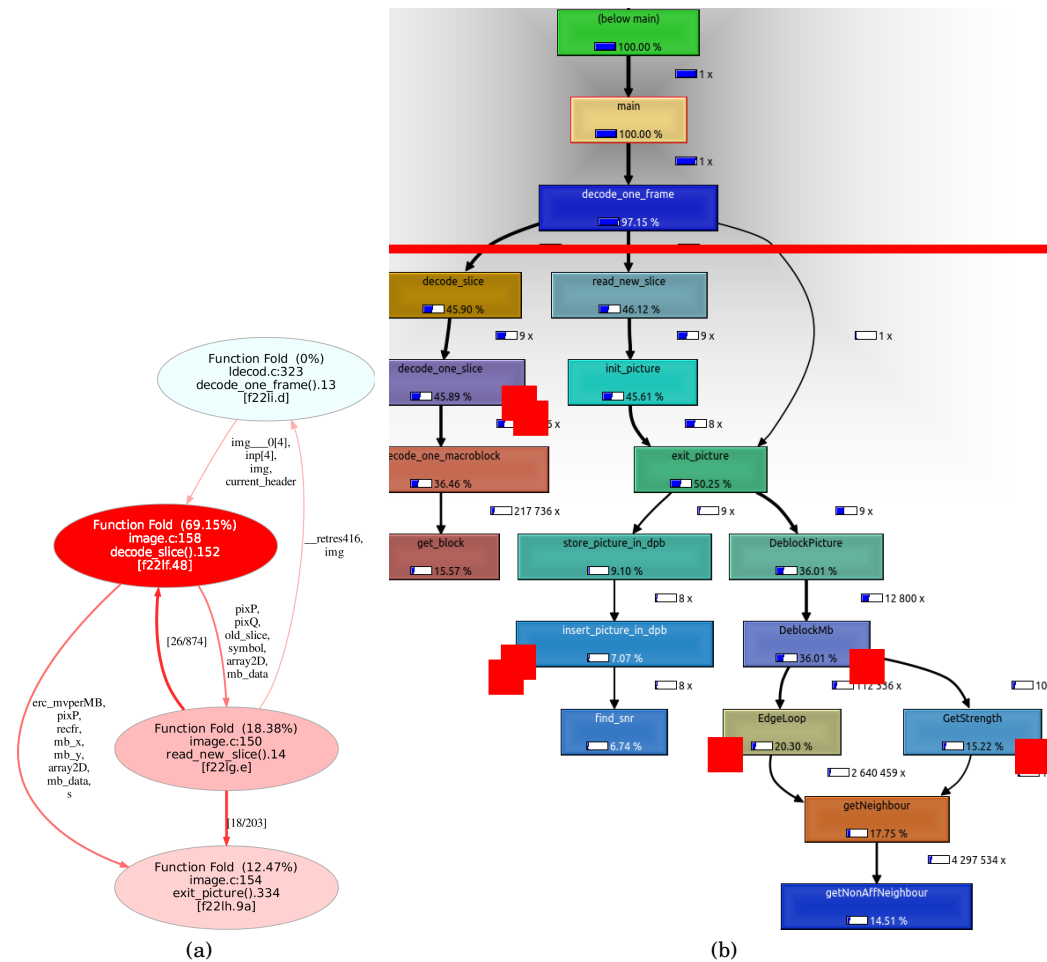 Function Fold (0%)
ldecod.c:323
decode_one_frame().13
[f22li.d]
img___0[4],
inp[4],
img,
current_header
__retres416,
img
Function Fold (69.15%)
image.c:158
decode_slice().152
[f22lf.48]
[26/874]
pixP,
pixQ,
old_slice,
symbol,
array2D,
mb_data
erc_mvperMB,
pixP,
recfr,
mb_x,
mb_y,
array2D,
mb_data,
s
Function Fold (18.38%)
image.c:150
read_new_slice().14
[f22lg.e]
[18/203]
Function Fold (12.47%)
image.c:154
exit_picture().334
[f22lh.9a]
(a)
(below main)
100.00 %
1 x
main
100.00 %
1 x
decode_one_frame
97.15 %
decode_slice
45.90 %
read_new_slice
46.12 %
9 x
9 x
1 x
decode_one_slice
45.89 %
init_picture
45.61 %
6 x
8 x
ecode_one_macroblock
36.46 %
exit_picture
50.25 %
217 736 x
9 x
9 x
get_block
15.57 %
store_picture_in_dpb
9.10 %
DeblockPicture
36.01 %
8 x
12 800 x
insert_picture_in_dpb
7.07 %
DeblockMb
36.01 %
8 x
10
find_snr
6.74 %
EdgeLoop
20.30 %
GetStrength
15.22 %
2 640 459 x
getNeighbour
17.75 %
4 297 534 x
getNonAffNeighbour
14.51 %
(b)